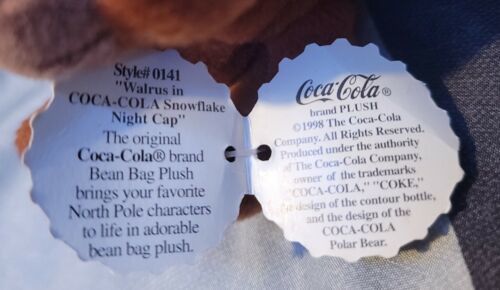 Style# 0141
"Walrus in
COCA-COLA Snowflake
Night Cap"
The original
Coca-Cola® brand
Bean Bag Plush
brings your favorite
North Pole characters
to life in adorable
bean bag plush.
Coca-Cola®
brand PLUSH
©1998 The Coca-Cola
Company. All Rights Reserved.
Produced under the authority
of The Coca-Cola Company,
owner of the trademarks
"COCA-COLA," "COKE,"
the design of the contour bottle,
and the design of the
COCA-COLA
Polar Bear.